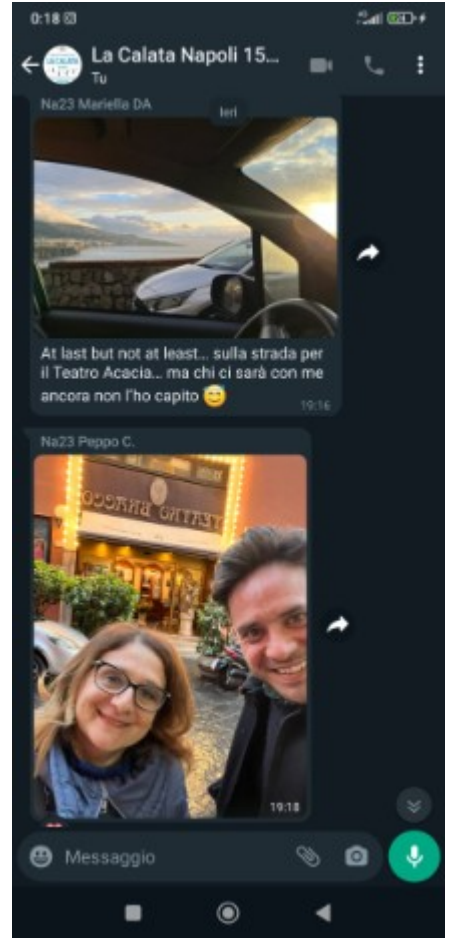 0:18
La Calata Napoli 15...
Tu
Na23 Mariella DA
Ieri
At last but not at least... sulla strada per
il Teatro Acacia... ma chi ci sarà con me
ancora non l'ho capito 😅
19:16
Na23 Peppo C.
TEATRO BRACCO
19:18
Messaggio